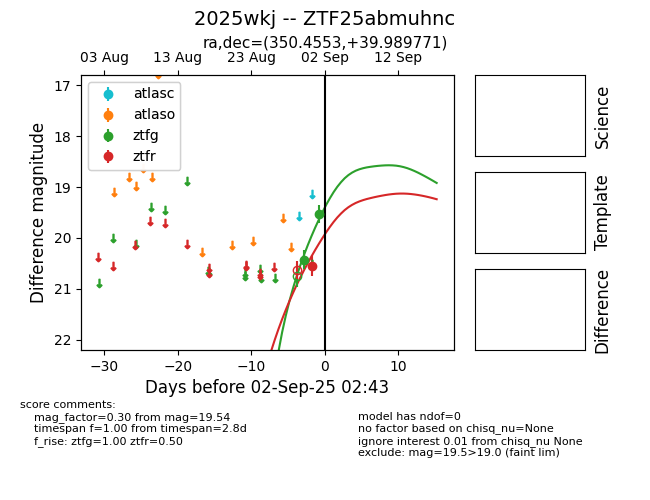 2025wkj -- ZTF25abmuhnc
ra,dec=(350.4553,+39.989771)
03 Aug 13 Aug 23 Aug 02 Sep 12 Sep
17
18
19
20
21
22
Difference magnitude
atlasc
atlaso
ztfg
ztfr
−30 −20 −10 0 10
Days before 02-Sep-25 02:43
Science
Template
Difference
score comments:
mag_factor=0.30 from mag=19.54
timespan f=1.00 from timespan=2.8d
f_rise: ztfg=1.00 ztfr=0.50
model has ndof=0
no factor based on chisq_nu=None
ignore interest 0.01 from chisq_nu None
exclude: mag=19.5>19.0 (faint lim)